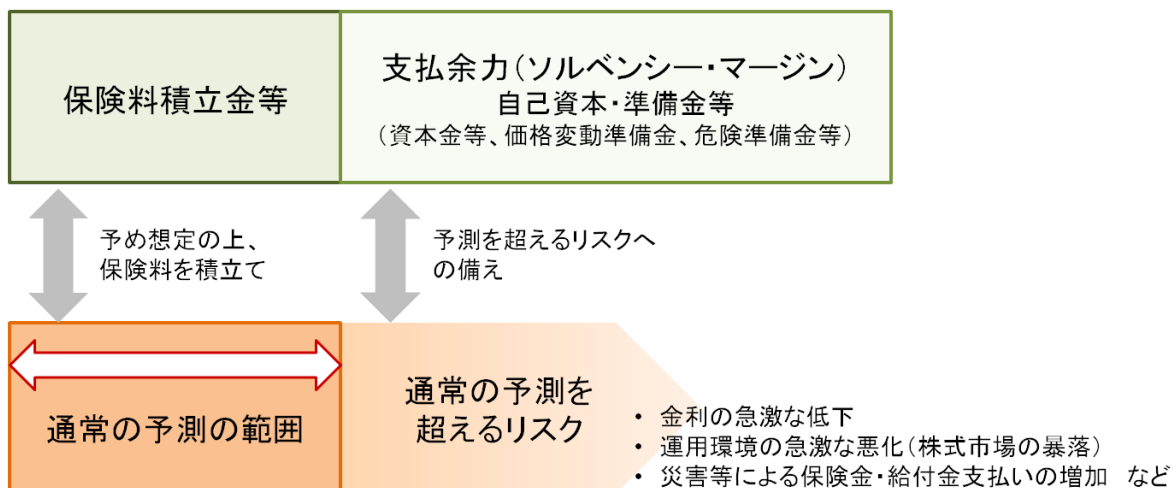 保険料積立金等
支払余力(ソルベンシー・マージン)
自己資本・準備金等
(資本金等、価格変動準備金、危険準備金等)
予め想定の上、
保険料を積立て
予測を超えるリスクへ
の備え
通常の予測の範囲
通常の予測を
超えるリスク
・ 金利の急激な低下
・ 運用環境の急激な悪化(株式市場の暴落)
・ 災害等による保険金・給付金支払いの増加 など